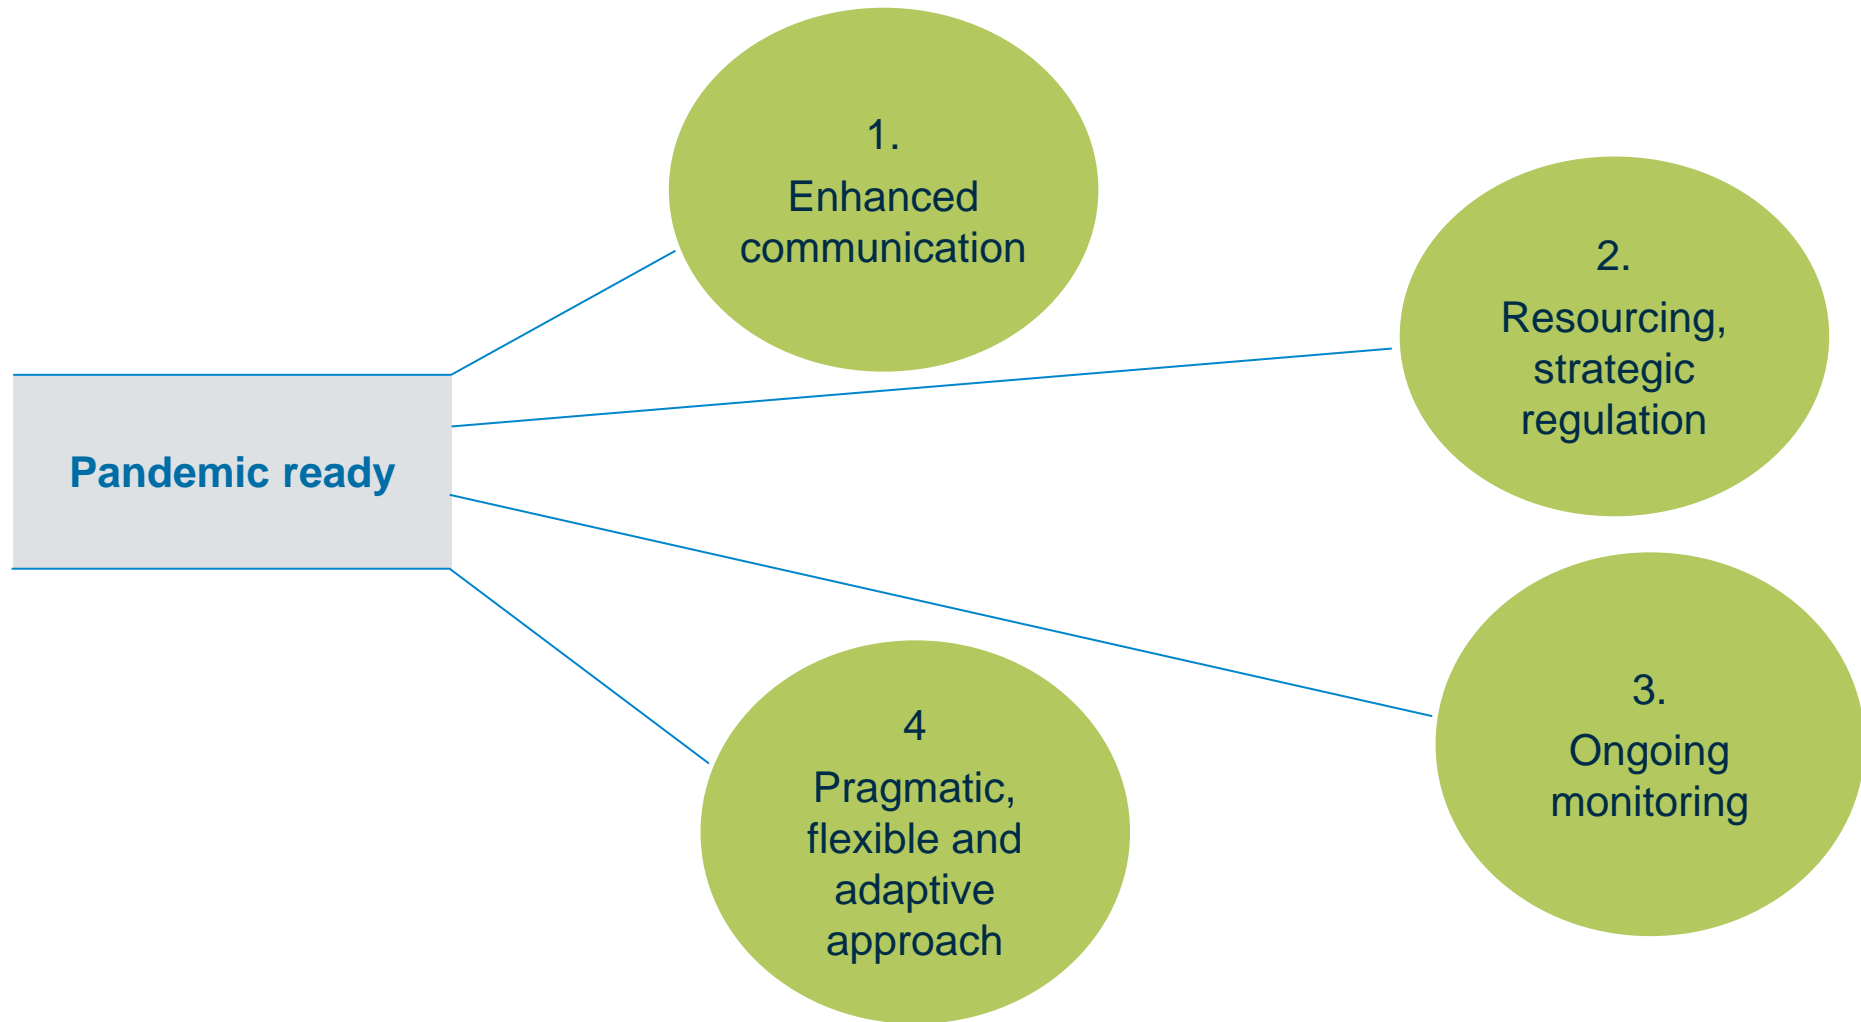 Pandemic ready
1.
Enhanced
communication
2.
Resourcing,
strategic
regulation
3.
Ongoing
monitoring
4
Pragmatic,
flexible and
adaptive
approach